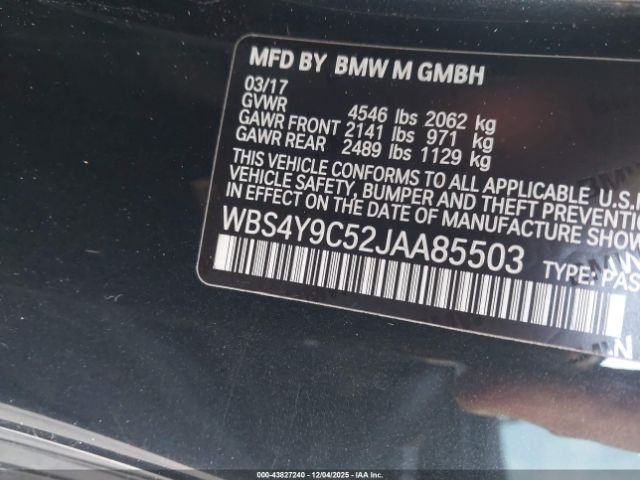 MFD BY BMW M GMBH
03/17
GVWR 4546 lbs 2062 kg
GAWR FRONT 2141 lbs 971 kg
GAWR REAR 2489 lbs 1129 kg
THIS VEHICLE CONFORMS TO ALL APPLICABLE U.S.
VEHICLE SAFETY, BUMPER AND THEFT PREVENTIO
IN EFFECT ON THE DATE OF MANUFACTURE SHOW
WBS4Y9C52JAA85503 TYPE: PAS
000-43827240 - 12/04/2025 - IAA Inc.